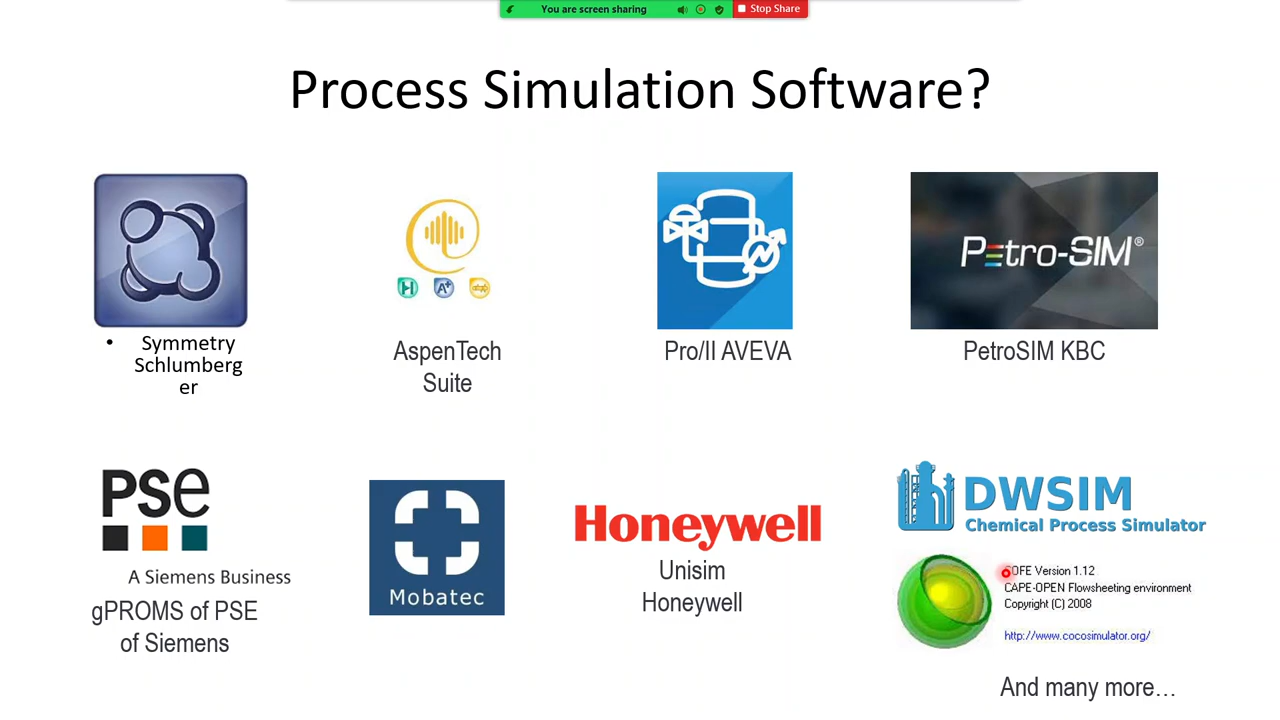 You are screen sharing
Stop Share
Process Simulation Software?
Petro-SIM®
• Symmetry
Schlumberg
er
AspenTech
Suite
Pro/II AVEVA
PetroSIM KBC
PSe
A Siemens Business
gPROMS of PSE
of Siemens
Mobatec
Honeywell
Unisim
Honeywell
DWSIM
Chemical Process Simulator
COFE Version 1.12
CAPE-OPEN Flowsheeting environment
Copyright (C) 2008
http://www.cocosimulator.org/
And many more…